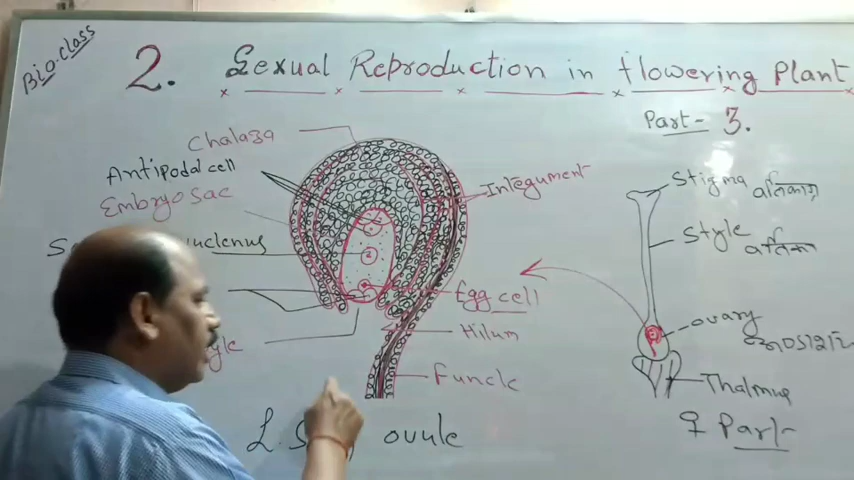 Bio-class
2. Sexual Reproduction in flowering Plant
Part- 3.
Chalaza
Antipodal cell
Embryo sac
Integument
Egg cell
Hilum
Funcle
ovule
Stigma
Style
ovary
Thalmus
♀ Part-